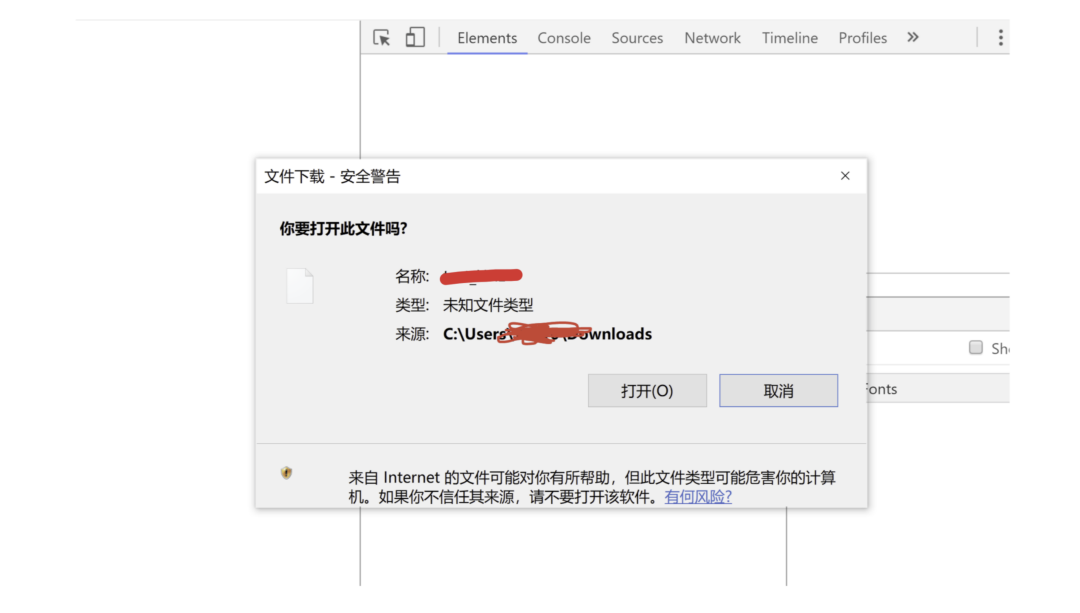 Elements Console Sources Network Timeline Profiles »
文件下载 - 安全警告 ×
你要打开此文件吗?
名称:
类型: 未知文件类型
来源: C:\Users\ \Downloads
打开(O) 取消
Sho
onts
来自 Internet 的文件可能对你有所帮助，但此文件类型可能危害你的计算
机。如果你不信任其来源，请不要打开该软件。有何风险?